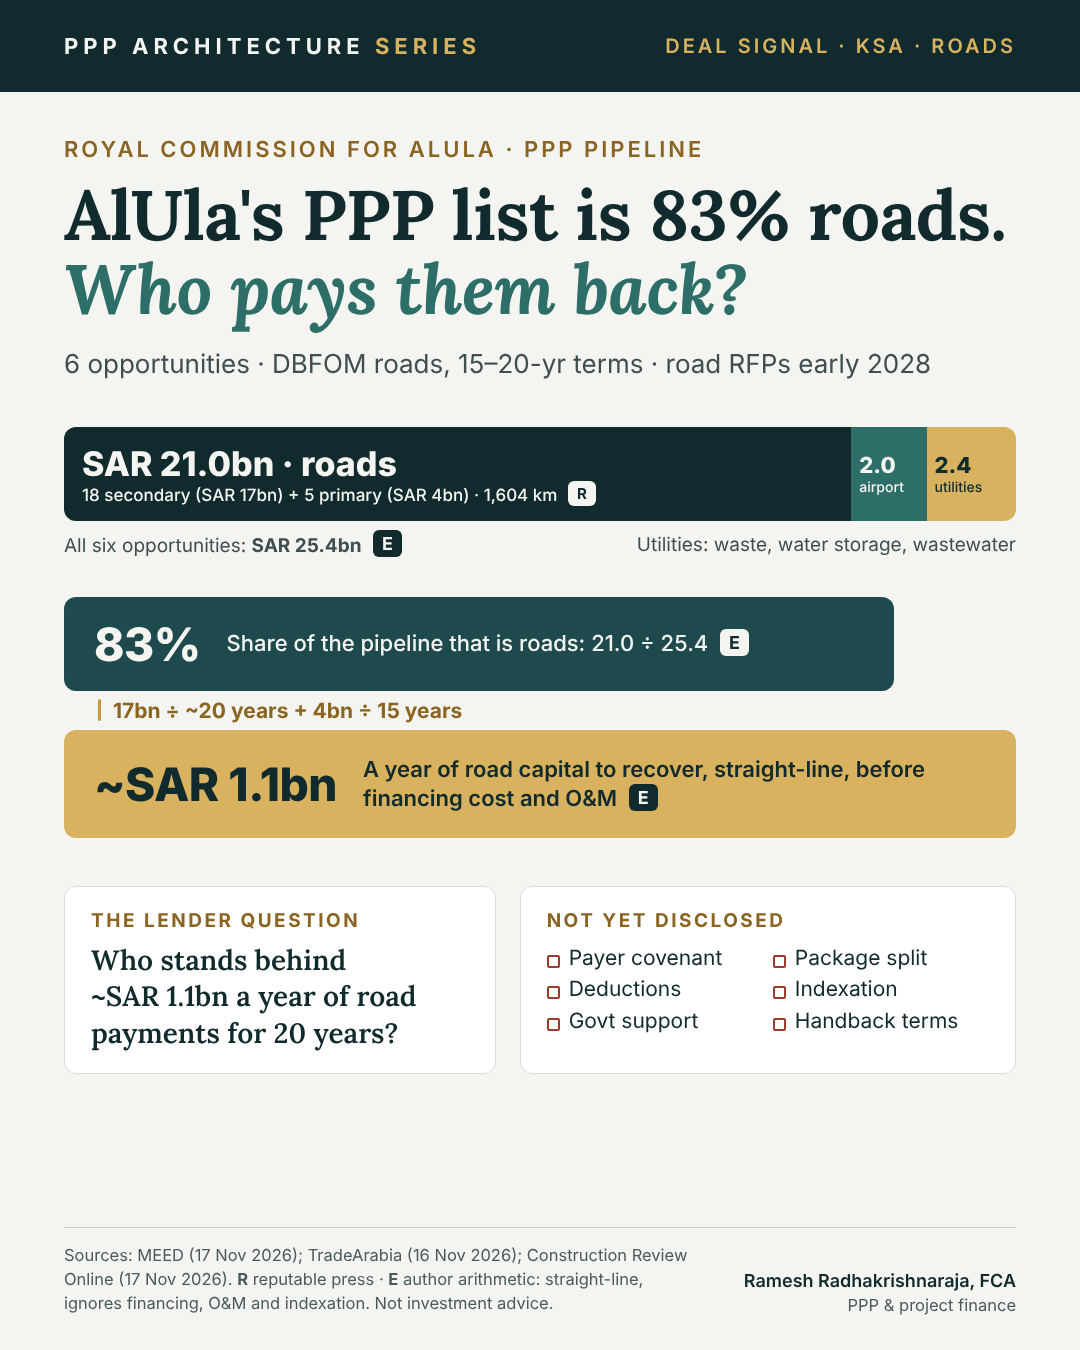 PPP ARCHITECTURE SERIES
DEAL SIGNAL · KSA · ROADS
ROYAL COMMISSION FOR ALULA · PPP PIPELINE
AlUla's PPP list is 83% roads.
Who pays them back?
6 opportunities · DBFOM roads, 15–20-yr terms · road RFPs early 2028
SAR 21.0bn · roads
18 secondary (SAR 17bn) + 5 primary (SAR 4bn) · 1,604 km R
2.0
airport
2.4
utilities
All six opportunities: SAR 25.4bn E
Utilities: waste, water storage, wastewater
83%
Share of the pipeline that is roads: 21.0 ÷ 25.4 E
17bn ÷ ~20 years + 4bn ÷ 15 years
~SAR 1.1bn
A year of road capital to recover, straight-line, before
financing cost and O&M E
THE LENDER QUESTION
Who stands behind
~SAR 1.1bn a year of road
payments for 20 years?
NOT YET DISCLOSED
Payer covenant
Package split
Deductions
Indexation
Govt support
Handback terms
Sources: MEED (17 Nov 2026); TradeArabia (16 Nov 2026); Construction Review
Online (17 Nov 2026). R reputable press · E author arithmetic: straight-line,
ignores financing, O&M and indexation. Not investment advice.
Ramesh Radhakrishnaraja, FCA
PPP & project finance